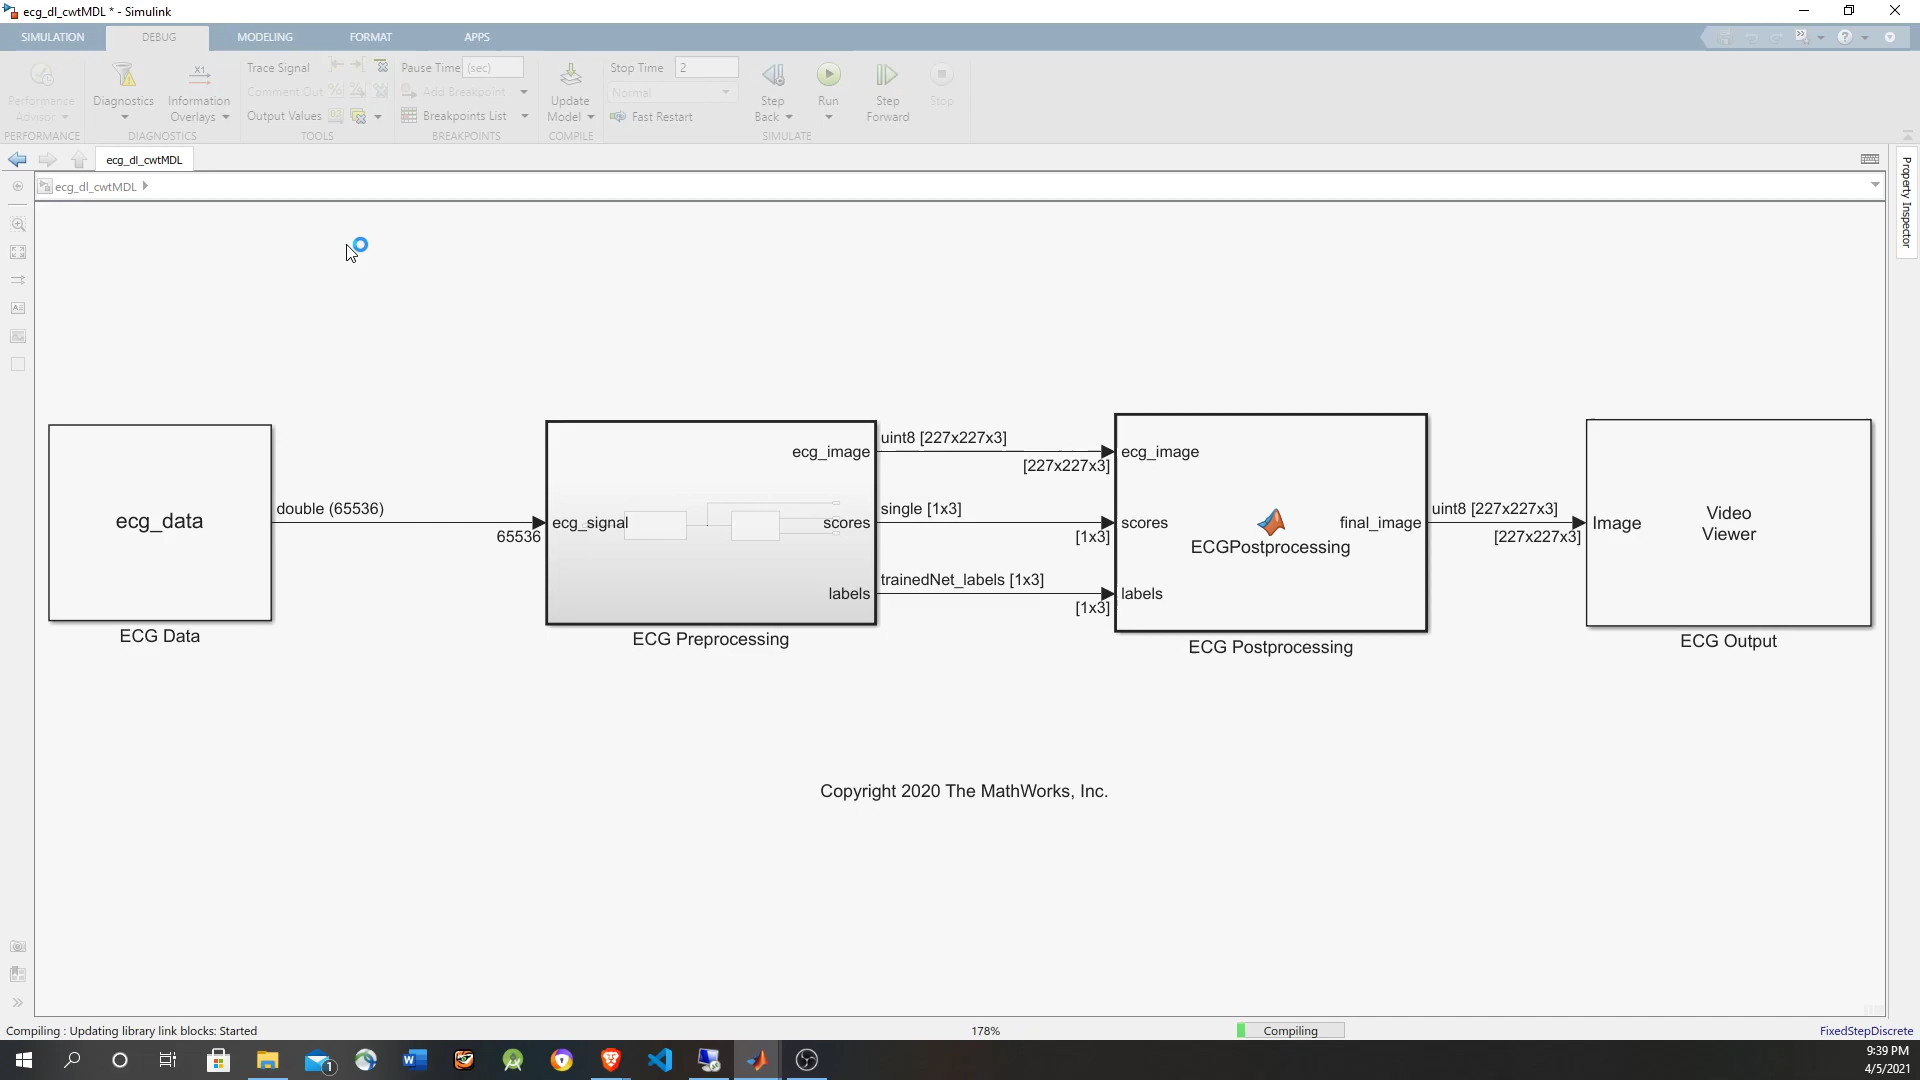 ecg_dl_cwtMDL * - Simulink
SIMULATION DEBUG MODELING FORMAT APPS
Performance Advisor
PERFORMANCE
Diagnostics
Information Overlays
DIAGNOSTICS
Trace Signal
Comment Out
Output Values
TOOLS
Pause Time (sec)
Add Breakpoint
Breakpoints List
BREAKPOINTS
Update Model
COMPILE
Stop Time 2
Normal
Fast Restart
Step Back
Run
Step Forward
Stop
SIMULATE
ecg_dl_cwtMDL
ecg_dl_cwtMDL
Property Inspector
ecg_data
ECG Data
double (65536)
65536
ecg_signal
ecg_image
scores
labels
ECG Preprocessing
uint8 [227x227x3]
[227x227x3]
single [1x3]
[1x3]
trainedNet_labels [1x3]
[1x3]
ecg_image
scores
labels
ECGPostprocessing
final_image
ECG Postprocessing
uint8 [227x227x3]
[227x227x3]
Image
Video
Viewer
ECG Output
Copyright 2020 The MathWorks, Inc.
Compiling : Updating library link blocks: Started
178%
Compiling
FixedStepDiscrete
9:39 PM
4/5/2021